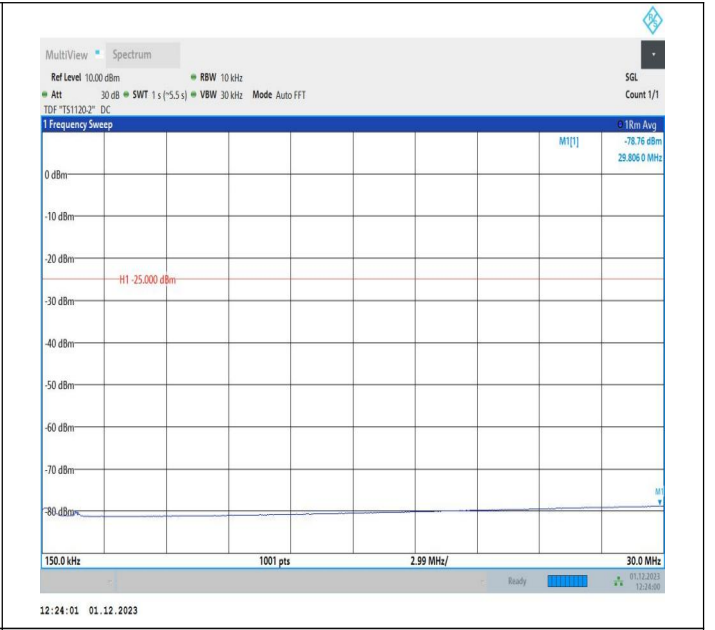 MultiView Spectrum
Ref Level 10.00 dBm RBW 10 kHz SGL
Att 30 dB SWT 1 s (~5.5 s) VBW 30 kHz Mode Auto FFT Count 1/1
TDF "TS1120-2" DC
1 Frequency Sweep 1Rm Avg
M1[1] -78.76 dBm
29.806 0 MHz
0 dBm
-10 dBm
-20 dBm
H1 -25.000 dBm
-30 dBm
-40 dBm
-50 dBm
-60 dBm
-70 dBm
M1
-80 dBm
150.0 kHz 1001 pts 2.99 MHz/ 30.0 MHz
Ready 01.12.2023
12:24:00
12:24:01 01.12.2023